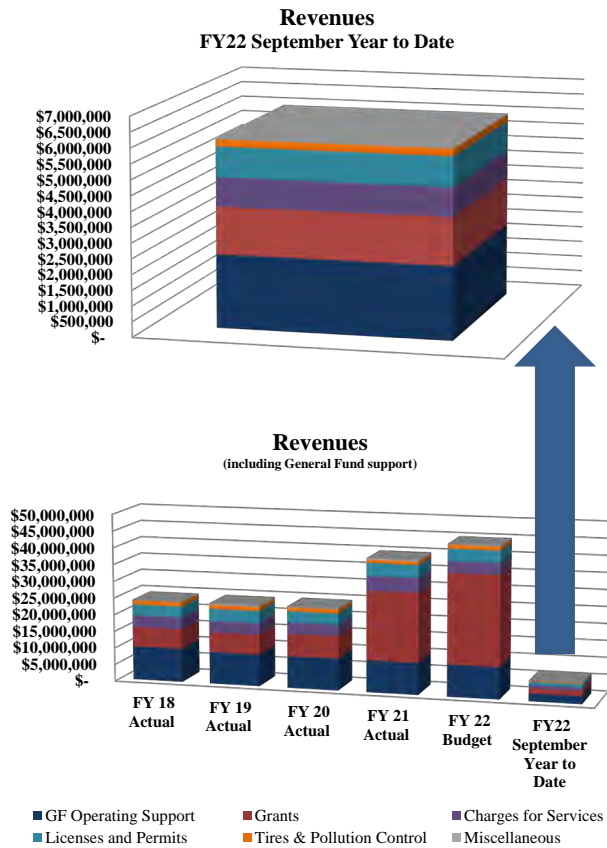 Revenues
FY22 September Year to Date
$7,000,000
$6,500,000
$6,000,000
$5,500,000
$5,000,000
$4,500,000
$4,000,000
$3,500,000
$3,000,000
$2,500,000
$2,000,000
$1,500,000
$1,000,000
$500,000
$-
Revenues
(including General Fund support)
$50,000,000
$45,000,000
$40,000,000
$35,000,000
$30,000,000
$25,000,000
$20,000,000
$15,000,000
$10,000,000
$5,000,000
$-
FY 18
Actual
FY 19
Actual
FY 20
Actual
FY 21
Actual
FY 22
Budget
FY22
September
Year to
Date
GF Operating Support
Grants
Charges for Services
Licenses and Permits
Tires & Pollution Control
Miscellaneous